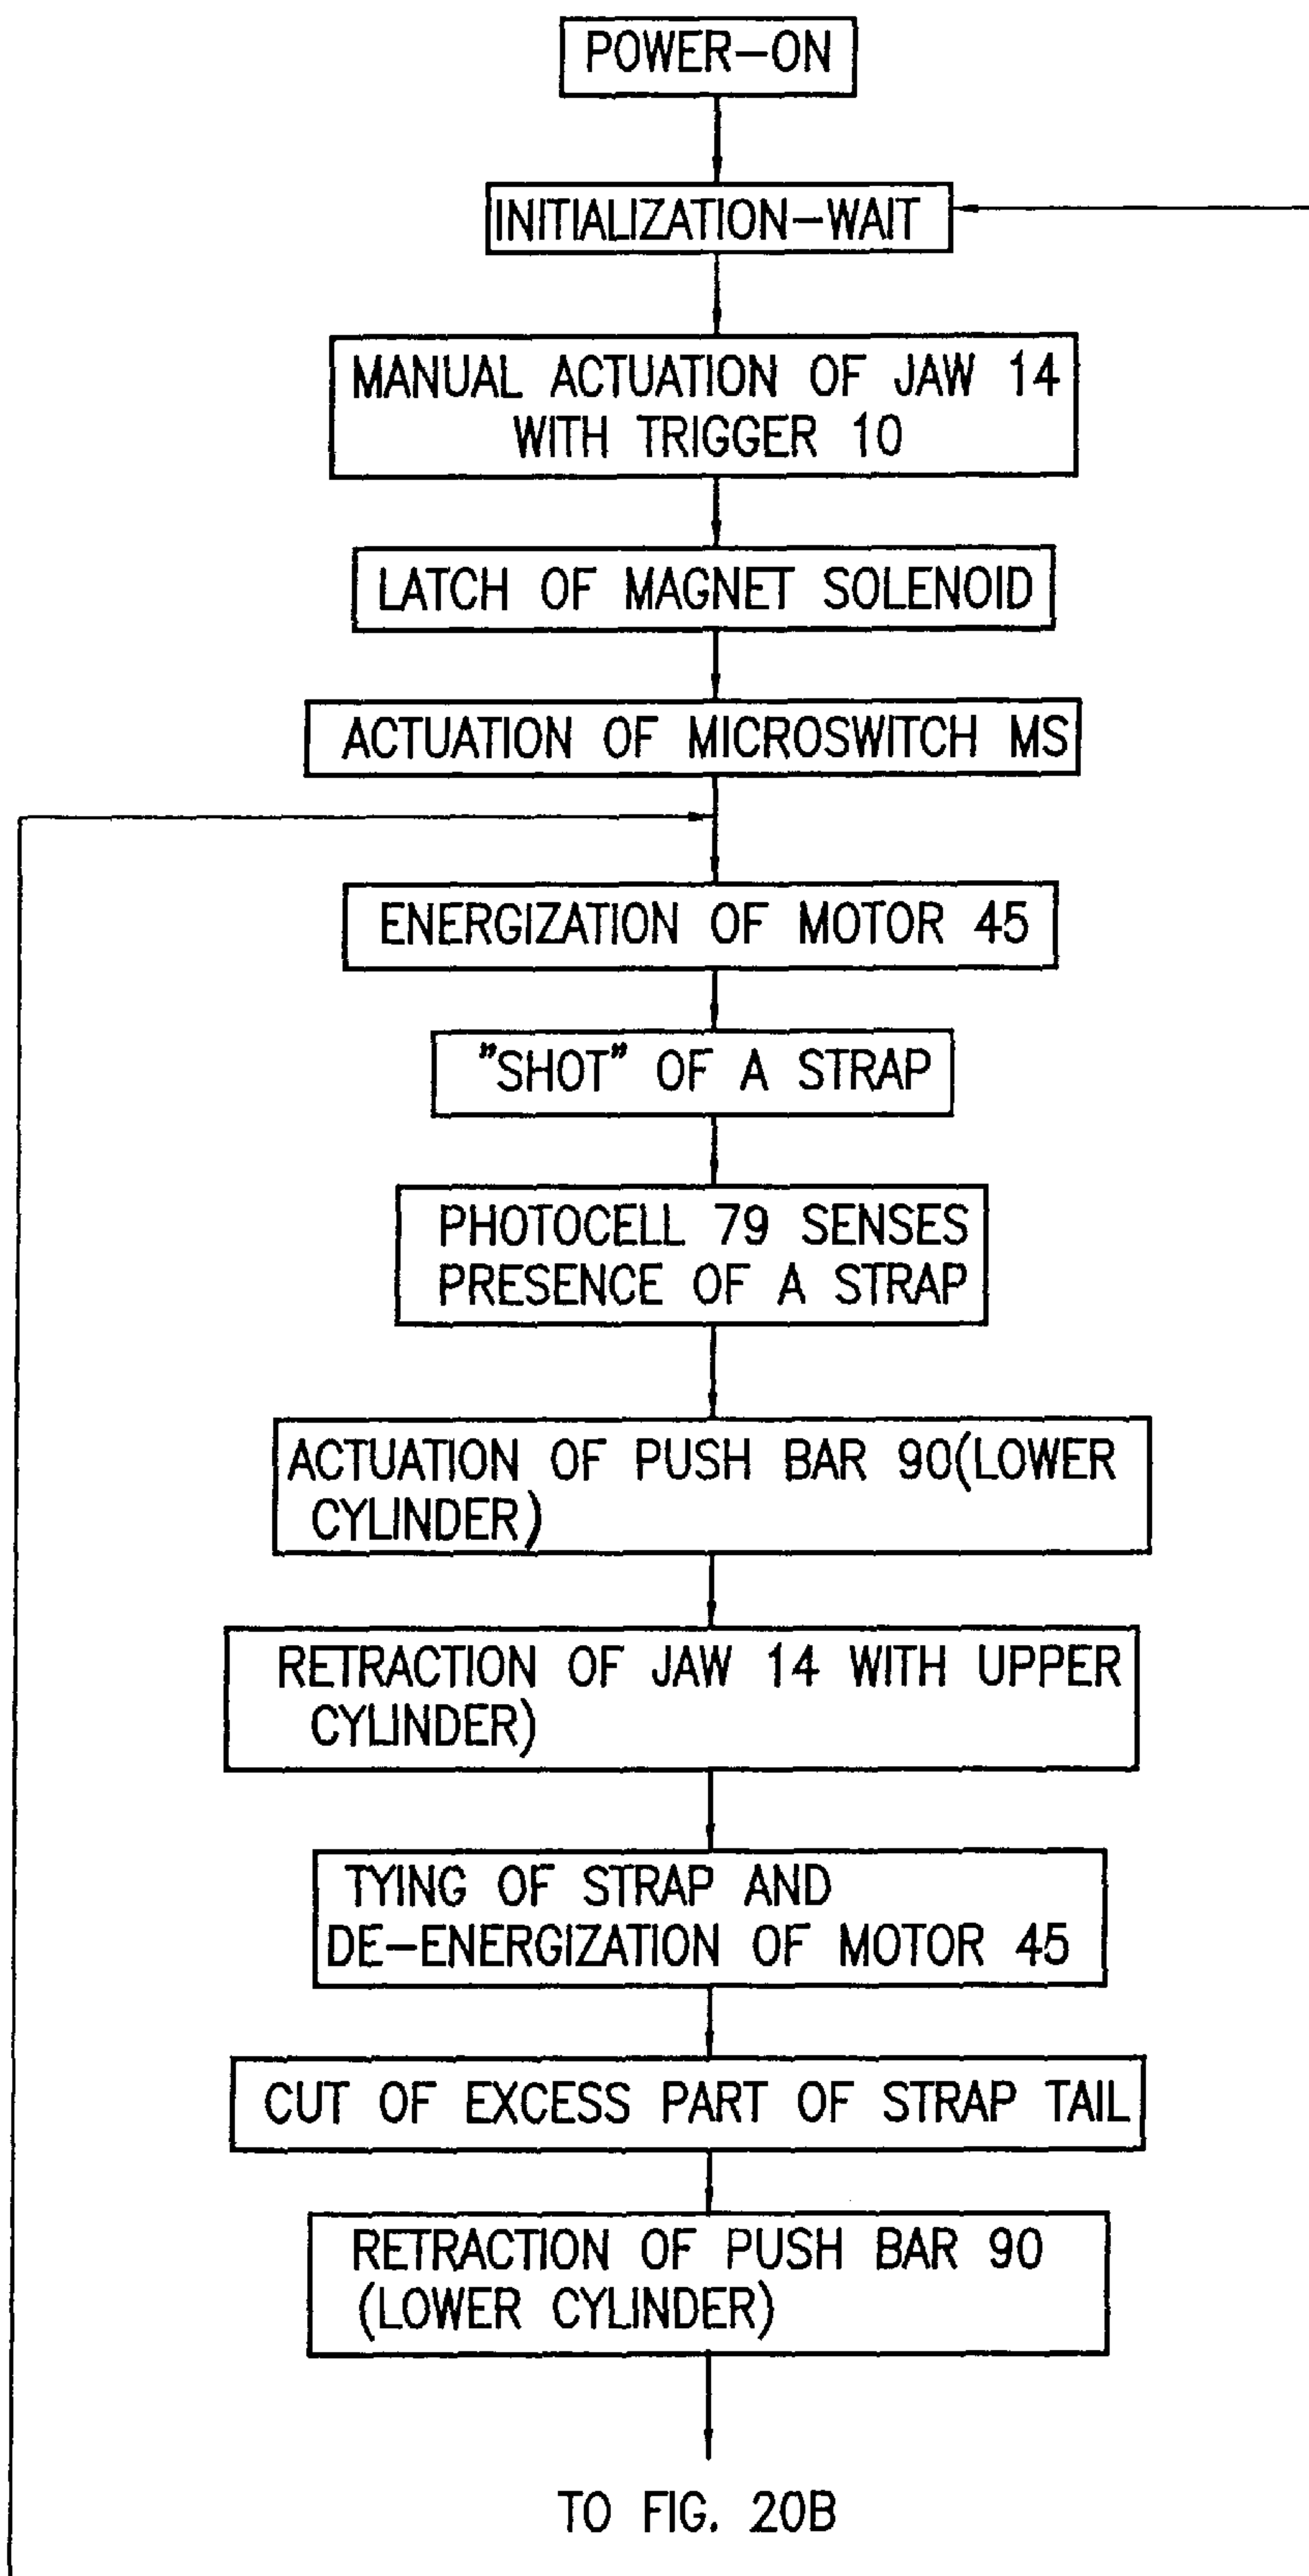 POWER-ON
INITIALIZATION-WAIT
MANUAL ACTUATION OF JAW 14
WITH TRIGGER 10
LATCH OF MAGNET SOLENOID
ACTUATION OF MICROSWITCH MS
ENERGIZATION OF MOTOR 45
"SHOT" OF A STRAP
PHOTOCELL 79 SENSES
PRESENCE OF A STRAP
ACTUATION OF PUSH BAR 90(LOWER
CYLINDER)
RETRACTION OF JAW 14 WITH UPPER
CYLINDER)
TYING OF STRAP AND
DE-ENERGIZATION OF MOTOR 45
CUT OF EXCESS PART OF STRAP TAIL
RETRACTION OF PUSH BAR 90
(LOWER CYLINDER)
TO FIG. 20B